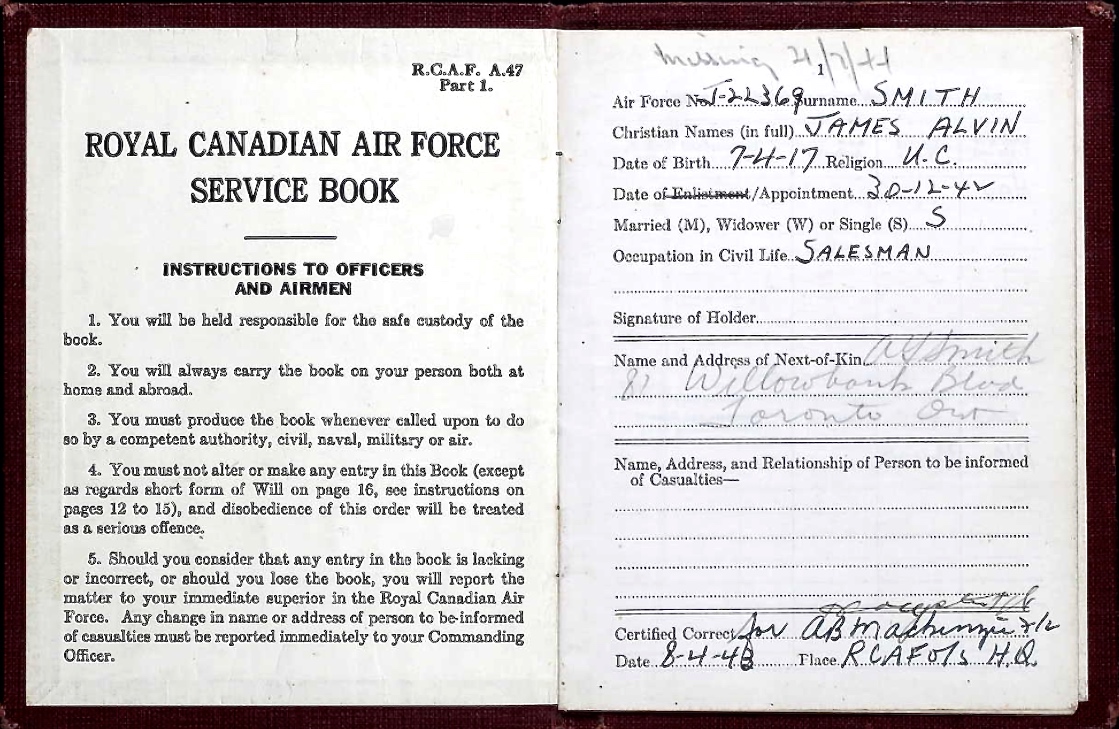 R.C.A.F. A.47
Part 1.
ROYAL CANADIAN AIR FORCE
SERVICE BOOK
INSTRUCTIONS TO OFFICERS
AND AIRMEN
1. You will be held responsible for the safe custody of the
book.
2. You will always carry the book on your person both at
home and abroad.
3. You must produce the book whenever called upon to do
so by a competent authority, civil, naval, military or air.
4. You must not alter or make any entry in this Book (except
as regards short form of Will on page 16, see instructions on
pages 12 to 15), and disobedience of this order will be treated
as a serious offence.
5. Should you consider that any entry in the book is lacking
or incorrect, or should you lose the book, you will report the
matter to your immediate superior in the Royal Canadian Air
Force. Any change in name or address of person to be informed
of casualties must be reported immediately to your Commanding
Officer.
Missing 21/7/44
1
Air Force No. J-22369 Surname SMITH
Christian Names (in full) JAMES ALVIN
Date of Birth 7-4-17 Religion U.C.
Date of Enlistment/Appointment 30-12-42
Married (M), Widower (W) or Single (S) S
Occupation in Civil Life SALESMAN
Signature of Holder
Name and Address of Next-of-Kin Smith
81 Willowbank Blvd
Toronto Ont
Name, Address, and Relationship of Person to be informed
of Casualties—
Certified Correct for AB Mackenzie F/L
Date 8-4-43 Place RCAF O/S H.Q.